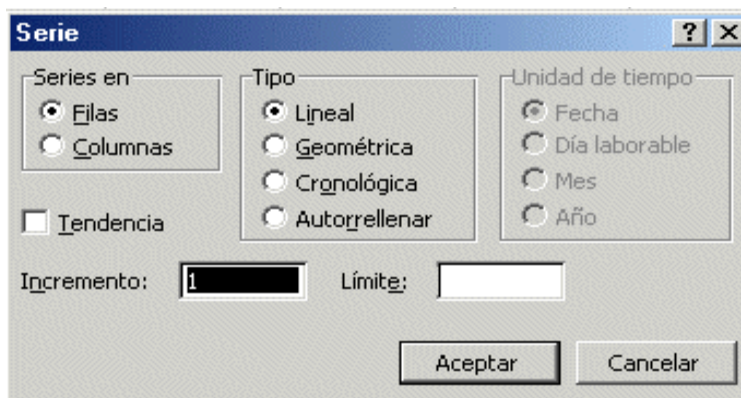 Serie
Series en
Filas
Columnas
Tendencia
Tipo
Lineal
Geométrica
Cronológica
Autorrellenar
Unidad de tiempo
Fecha
Día laborable
Mes
Año
Incremento: 1 Límite:
Aceptar Cancelar